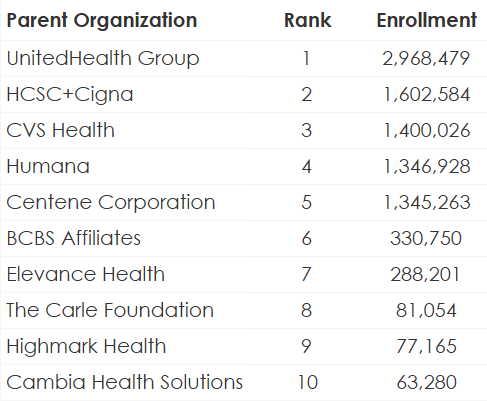 Parent Organization Rank Enrollment
UnitedHealth Group 1 2,968,479
HCSC+Cigna 2 1,602,584
CVS Health 3 1,400,026
Humana 4 1,346,928
Centene Corporation 5 1,345,263
BCBS Affiliates 6 330,750
Elevance Health 7 288,201
The Carle Foundation 8 81,054
Highmark Health 9 77,165
Cambia Health Solutions 10 63,280